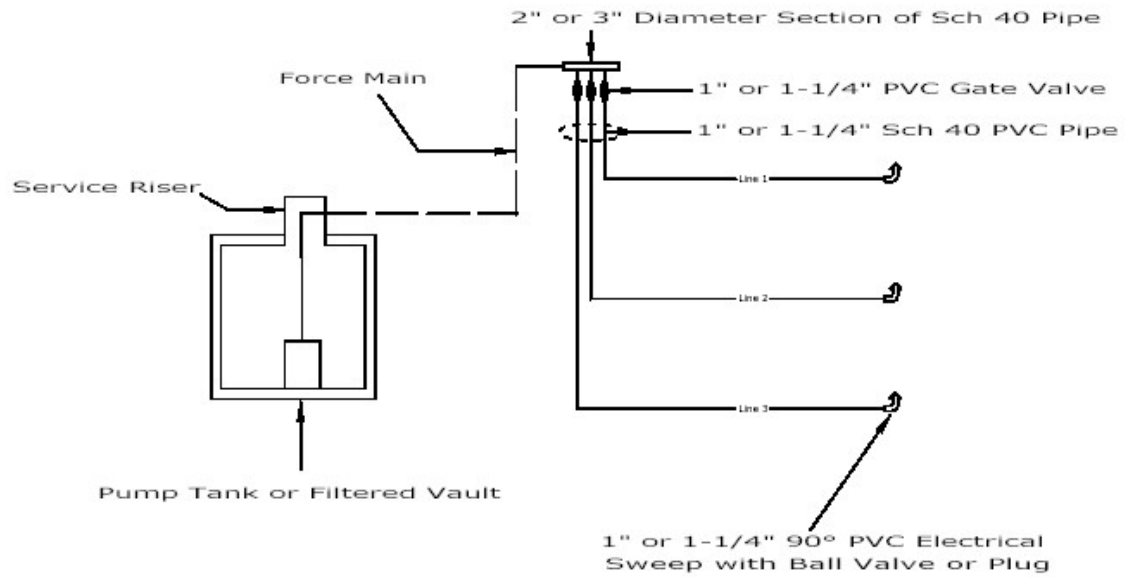 2" or 3" Diameter Section of Sch 40 Pipe
Force Main
1" or 1-1/4" PVC Gate Valve
1" or 1-1/4" Sch 40 PVC Pipe
Line 1
Service Riser
Line 2
Line 3
Pump Tank or Filtered Vault
1" or 1-1/4" 90° PVC Electrical
Sweep with Ball Valve or Plug